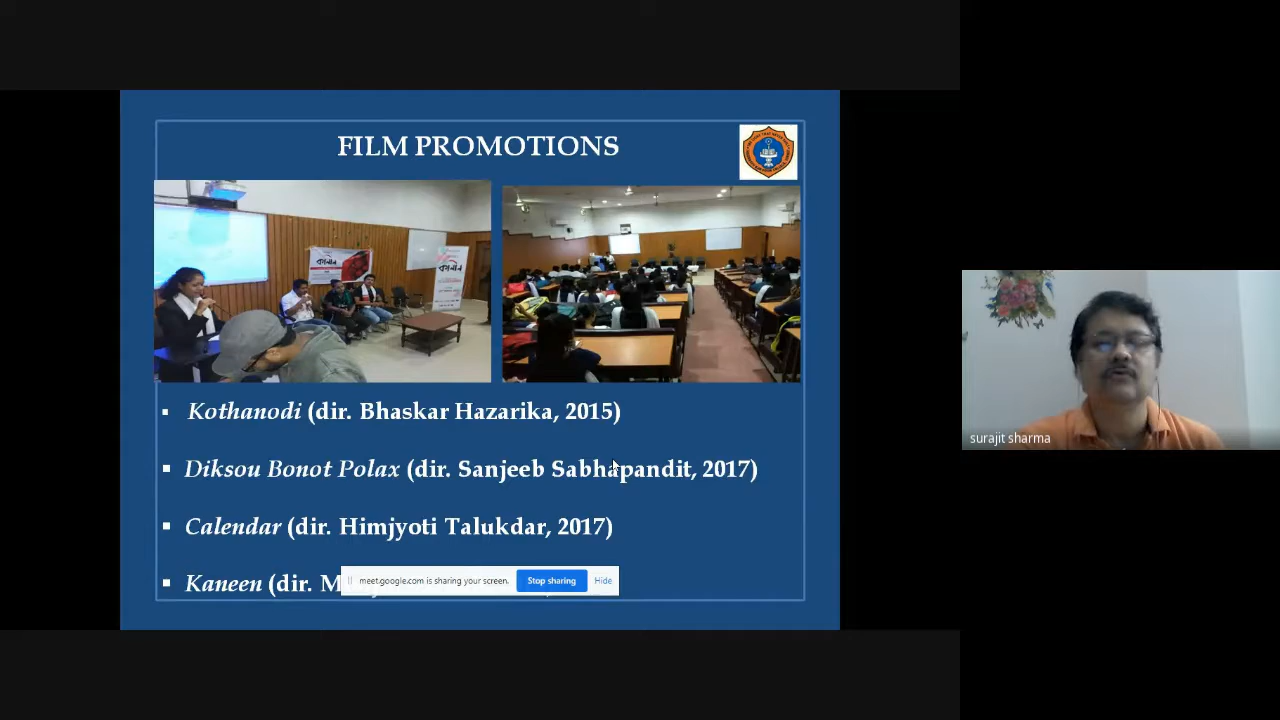 FILM PROMOTIONS
কানীন
কানীন
▪ Kothanodi (dir. Bhaskar Hazarika, 2015)
▪ Diksou Bonot Polax (dir. Sanjeeb Sabhapandit, 2017)
▪ Calendar (dir. Himjyoti Talukdar, 2017)
▪ Kaneen (dir. M
meet.google.com is sharing your screen.
Stop sharing
Hide
surajit sharma